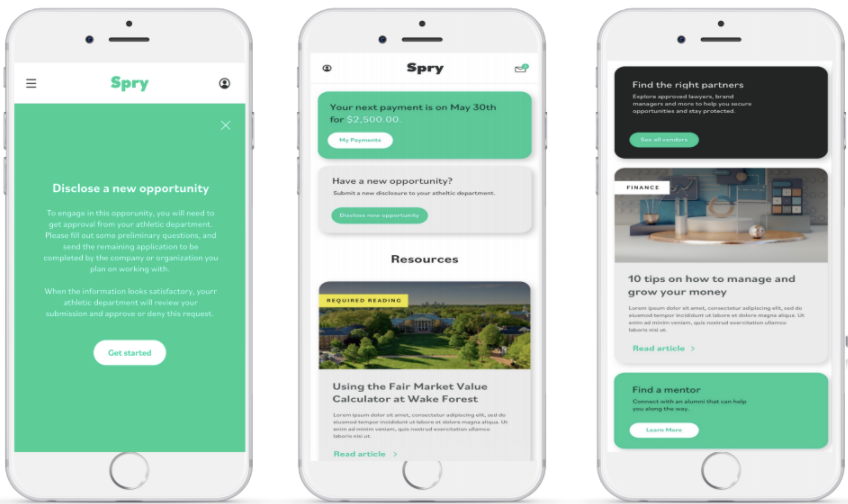 Spry
Disclose a new opportunity
To engage in this opporunity, you will need to
get approval from your athletic department.
Please fill out some preliminary questions, and
send the remaining application to be
completed by the company or organization you
plan on working with.
When the information looks satisfactory, yourr
athletic department will review your
submission and approve or deny this request.
Get started
Spry
Your next payment is on May 30th
for $2,500.00.
My Payments
Have a new opportunity?
Submit a new disclosure to your atheltic department.
Disclose new opportunity
Resources
REQUIRED READING
Using the Fair Market Value
Calculator at Wake Forest
Lorem ipsum dolor sit amet, consectetur adipiscing elit, sed do
eiusmod tempor incididunt ut labore et dolore magna aliqua. Ut
enim ad minim veniam, quis nostrud exercitation ullamco
laboris nisi ut.
Read article >
Find the right partners
Explore approved lawyers, brand
managers and more to help you secure
opportunities and stay protected.
See all vendors
FINANCE
10 tips on how to manage and
grow your money
Lorem ipsum dolor sit amet, consectetur adipiscing elit, sed do
eiusmod tempor incididunt ut labore et dolore magna aliqua. Ut
enim ad minim veniam, quis nostrud exercitation ullamco
laboris nisi ut.
Read article >
Find a mentor
Connect with an alumni that can help
you along the way.
Learn More